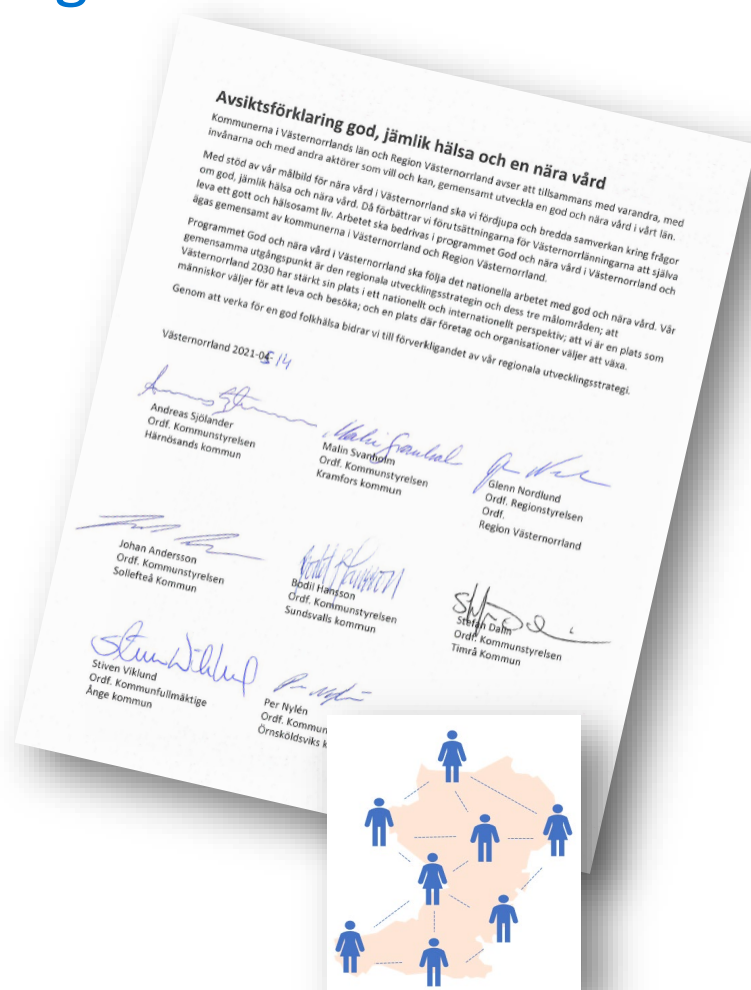 g
Avsiktsförklaring god, jämlik hälsa och en nära vård
Kommunerna i Västernorrlands län och Region Västernorrland avser att tillsammans med varandra, med
invånarna och med andra aktörer som vill och kan, gemensamt utveckla en god och nära vård i vårt län.
Med stöd av vår målbild för nära vård i Västernorrland ska vi fördjupa och bredda samverkan kring frågor
om god, jämlik hälsa och nära vård. Då förbättrar vi förutsättningarna för Västernorrlänningarna att själva
leva ett gott och hälsosamt liv. Arbetet ska bedrivas i programmet God och nära vård i Västernorrland och
ägas gemensamt av kommunerna i Västernorrland och Region Västernorrland.
Programmet God och nära vård i Västernorrland ska följa det nationella arbetet med god och nära vård. Vår
gemensamma utgångspunkt är den regionala utvecklingsstrategin och dess tre målområden; att
Västernorrland 2030 har stärkt sin plats i ett nationellt och internationellt perspektiv; att vi är en plats som
människor väljer för att leva och besöka; och en plats där företag och organisationer väljer att växa.
Genom att verka för en god folkhälsa bidrar vi till förverkligandet av vår regionala utvecklingsstrategi.
Västernorrland 2021-05-14
Andreas Sjölander
Ordf. Kommunstyrelsen
Härnösands kommun
Malin Svanholm
Ordf. Kommunstyrelsen
Kramfors kommun
Glenn Nordlund
Ordf. Regionstyrelsen
Ordf.
Region Västernorrland
Johan Andersson
Ordf. Kommunstyrelsen
Sollefteå Kommun
Bodil Hansson
Ordf. Kommunstyrelsen
Sundsvalls kommun
Stefan Dalin
Ordf. Kommunstyrelsen
Timrå Kommun
Stiven Viklund
Ordf. Kommunfullmäktige
Ånge kommun
Per Nylén
Ordf. Kommun
Örnsköldsviks k